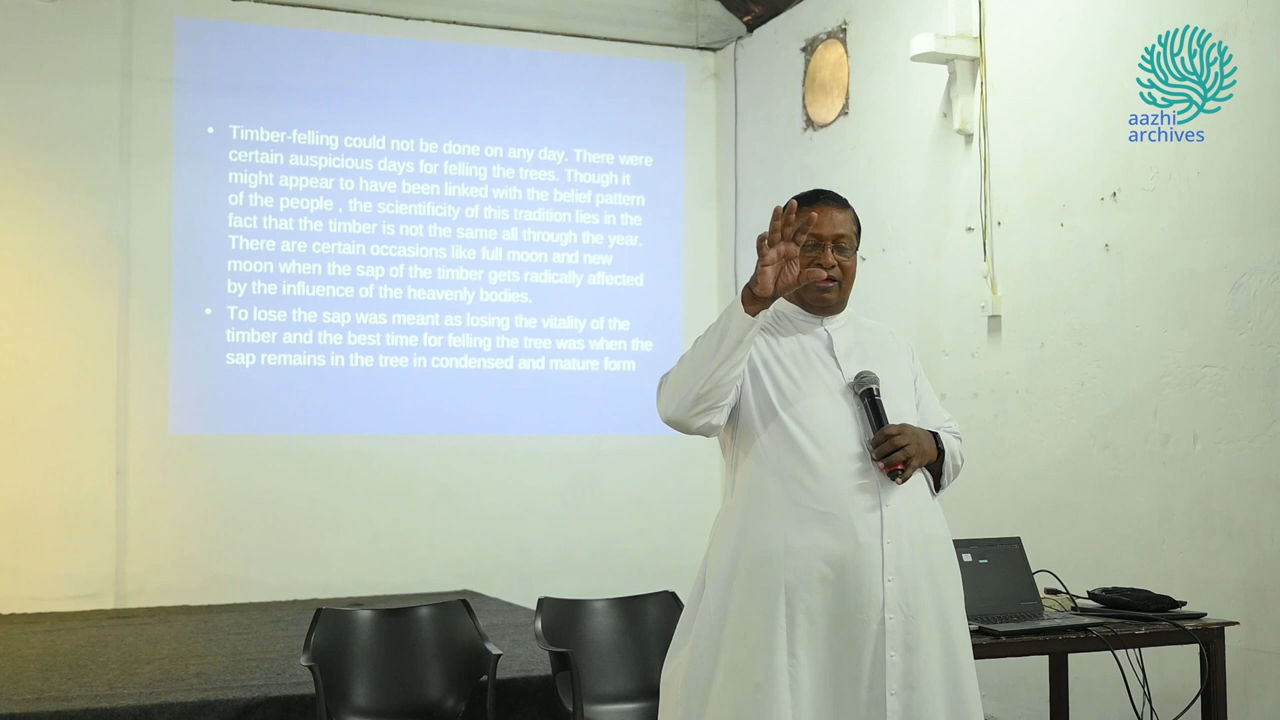 • Timber-felling could not be done on any day. There were
certain auspicious days for felling the trees. Though it
might appear to have been linked with the belief pattern
of the people , the scientificity of this tradition lies in the
fact that the timber is not the same all through the year.
There are certain occasions like full moon and new
moon when the sap of the timber gets radically affected
by the influence of the heavenly bodies.
• To lose the sap was meant as losing the vitality of the
timber and the best time for felling the tree was when the
sap remains in the tree in condensed and mature form
aazhi
archives